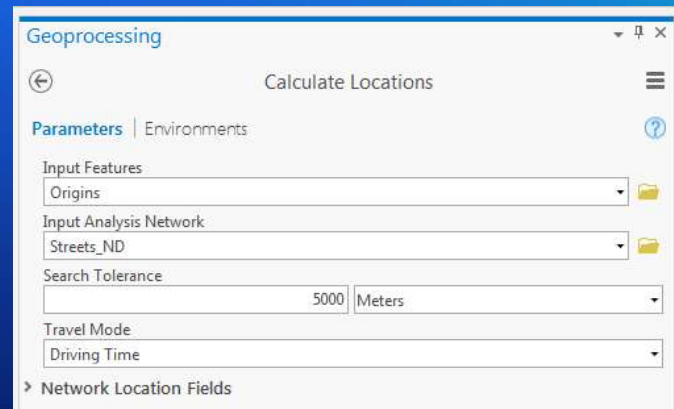 Geoprocessing
Calculate Locations
Parameters | Environments
Input Features
Origins
Input Analysis Network
Streets_ND
Search Tolerance
5000 Meters
Travel Mode
Driving Time
Network Location Fields